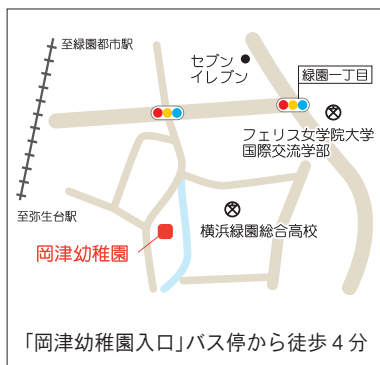 至緑園都市駅
セブン
イレブン
緑園一丁目
フェリス女学院大学
国際交流学部
至弥生台駅
横浜緑園総合高校
岡津幼稚園
「岡津幼稚園入口」バス停から徒歩4分